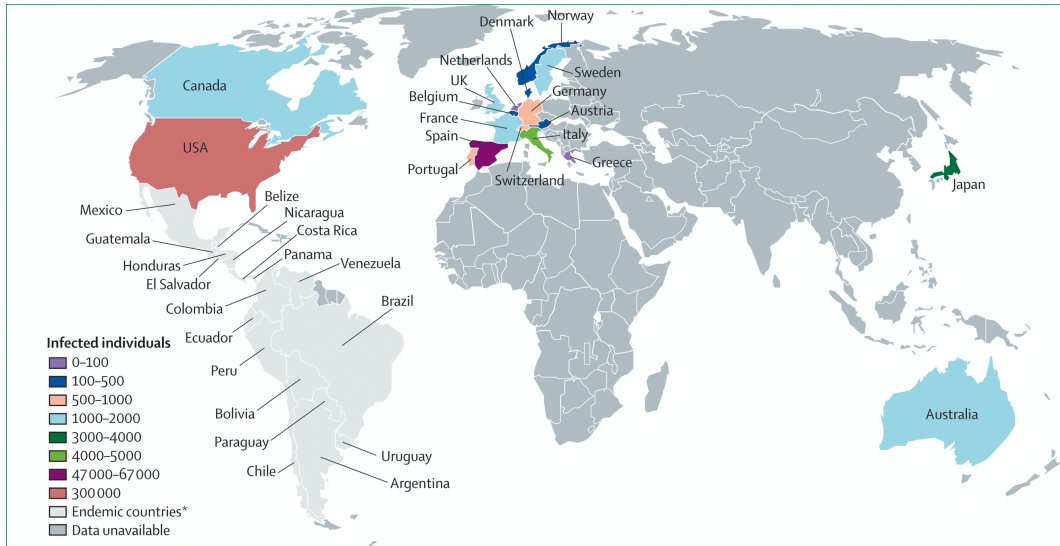 Norway
Denmark
Netherlands
Sweden
UK
Germany
Canada
Belgium
Austria
France
USA
Spain
Italy
Greece
Portugal
Switzerland
Japan
Belize
Mexico
Nicaragua
Costa Rica
Guatemala
Panama
Honduras
Venezuela
El Salvador
Colombia
Brazil
Ecuador
Infected individuals
0–100
Peru
100–500
500–1000
Bolivia
1000–2000
Australia
3000–4000
Paraguay
4000–5000
Uruguay
47 000–67 000
Chile
Argentina
300 000
Endemic countries*
Data unavailable